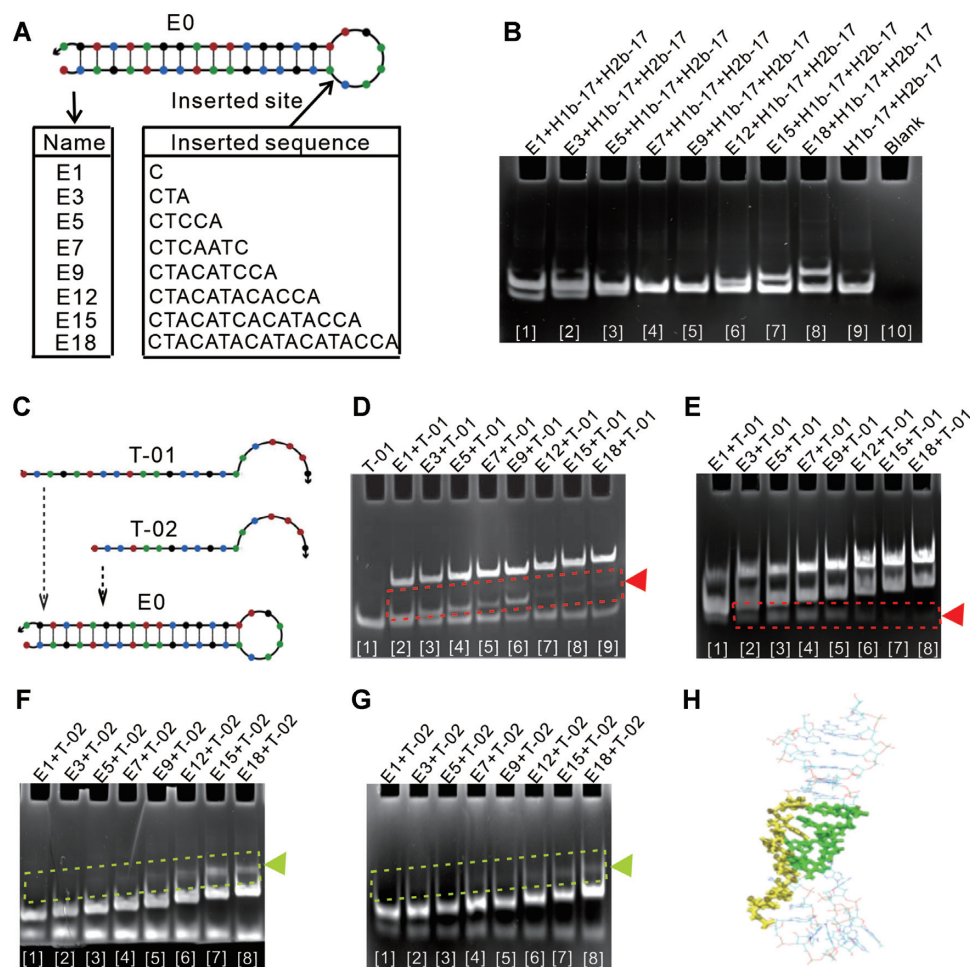 A
E0
Inserted site
Name
Inserted sequence
E1 C
E3 CTA
E5 CTCCA
E7 CTCAATC
E9 CTACATCCA
E12 CTACATACACCA
E15 CTACATCACATACCA
E18 CTACATACATACATACCA
B
E1+H1b-17+H2b-17
E3+H1b-17+H2b-17
E5+H1b-17+H2b-17
E7+H1b-17+H2b-17
E9+H1b-17+H2b-17
E12+H1b-17+H2b-17
E15+H1b-17+H2b-17
E18+H1b-17+H2b-17
H1b-17+H2b-17
Blank
[1] [2] [3] [4] [5] [6] [7] [8] [9] [10]
C
T-01
T-02
E0
D
T-01
E1+T-01
E3+T-01
E5+T-01
E7+T-01
E9+T-01
E12+T-01
E15+T-01
E18+T-01
[1] [2] [3] [4] [5] [6] [7] [8] [9]
E
E1+T-01
E3+T-01
E5+T-01
E7+T-01
E9+T-01
E12+T-01
E15+T-01
E18+T-01
[1] [2] [3] [4] [5] [6] [7] [8]
F
E1+T-02
E3+T-02
E5+T-02
E7+T-02
E9+T-02
E12+T-02
E15+T-02
E18+T-02
[1] [2] [3] [4] [5] [6] [7] [8]
G
E1+T-02
E3+T-02
E5+T-02
E7+T-02
E9+T-02
E12+T-02
E15+T-02
E18+T-02
[1] [2] [3] [4] [5] [6] [7] [8]
H